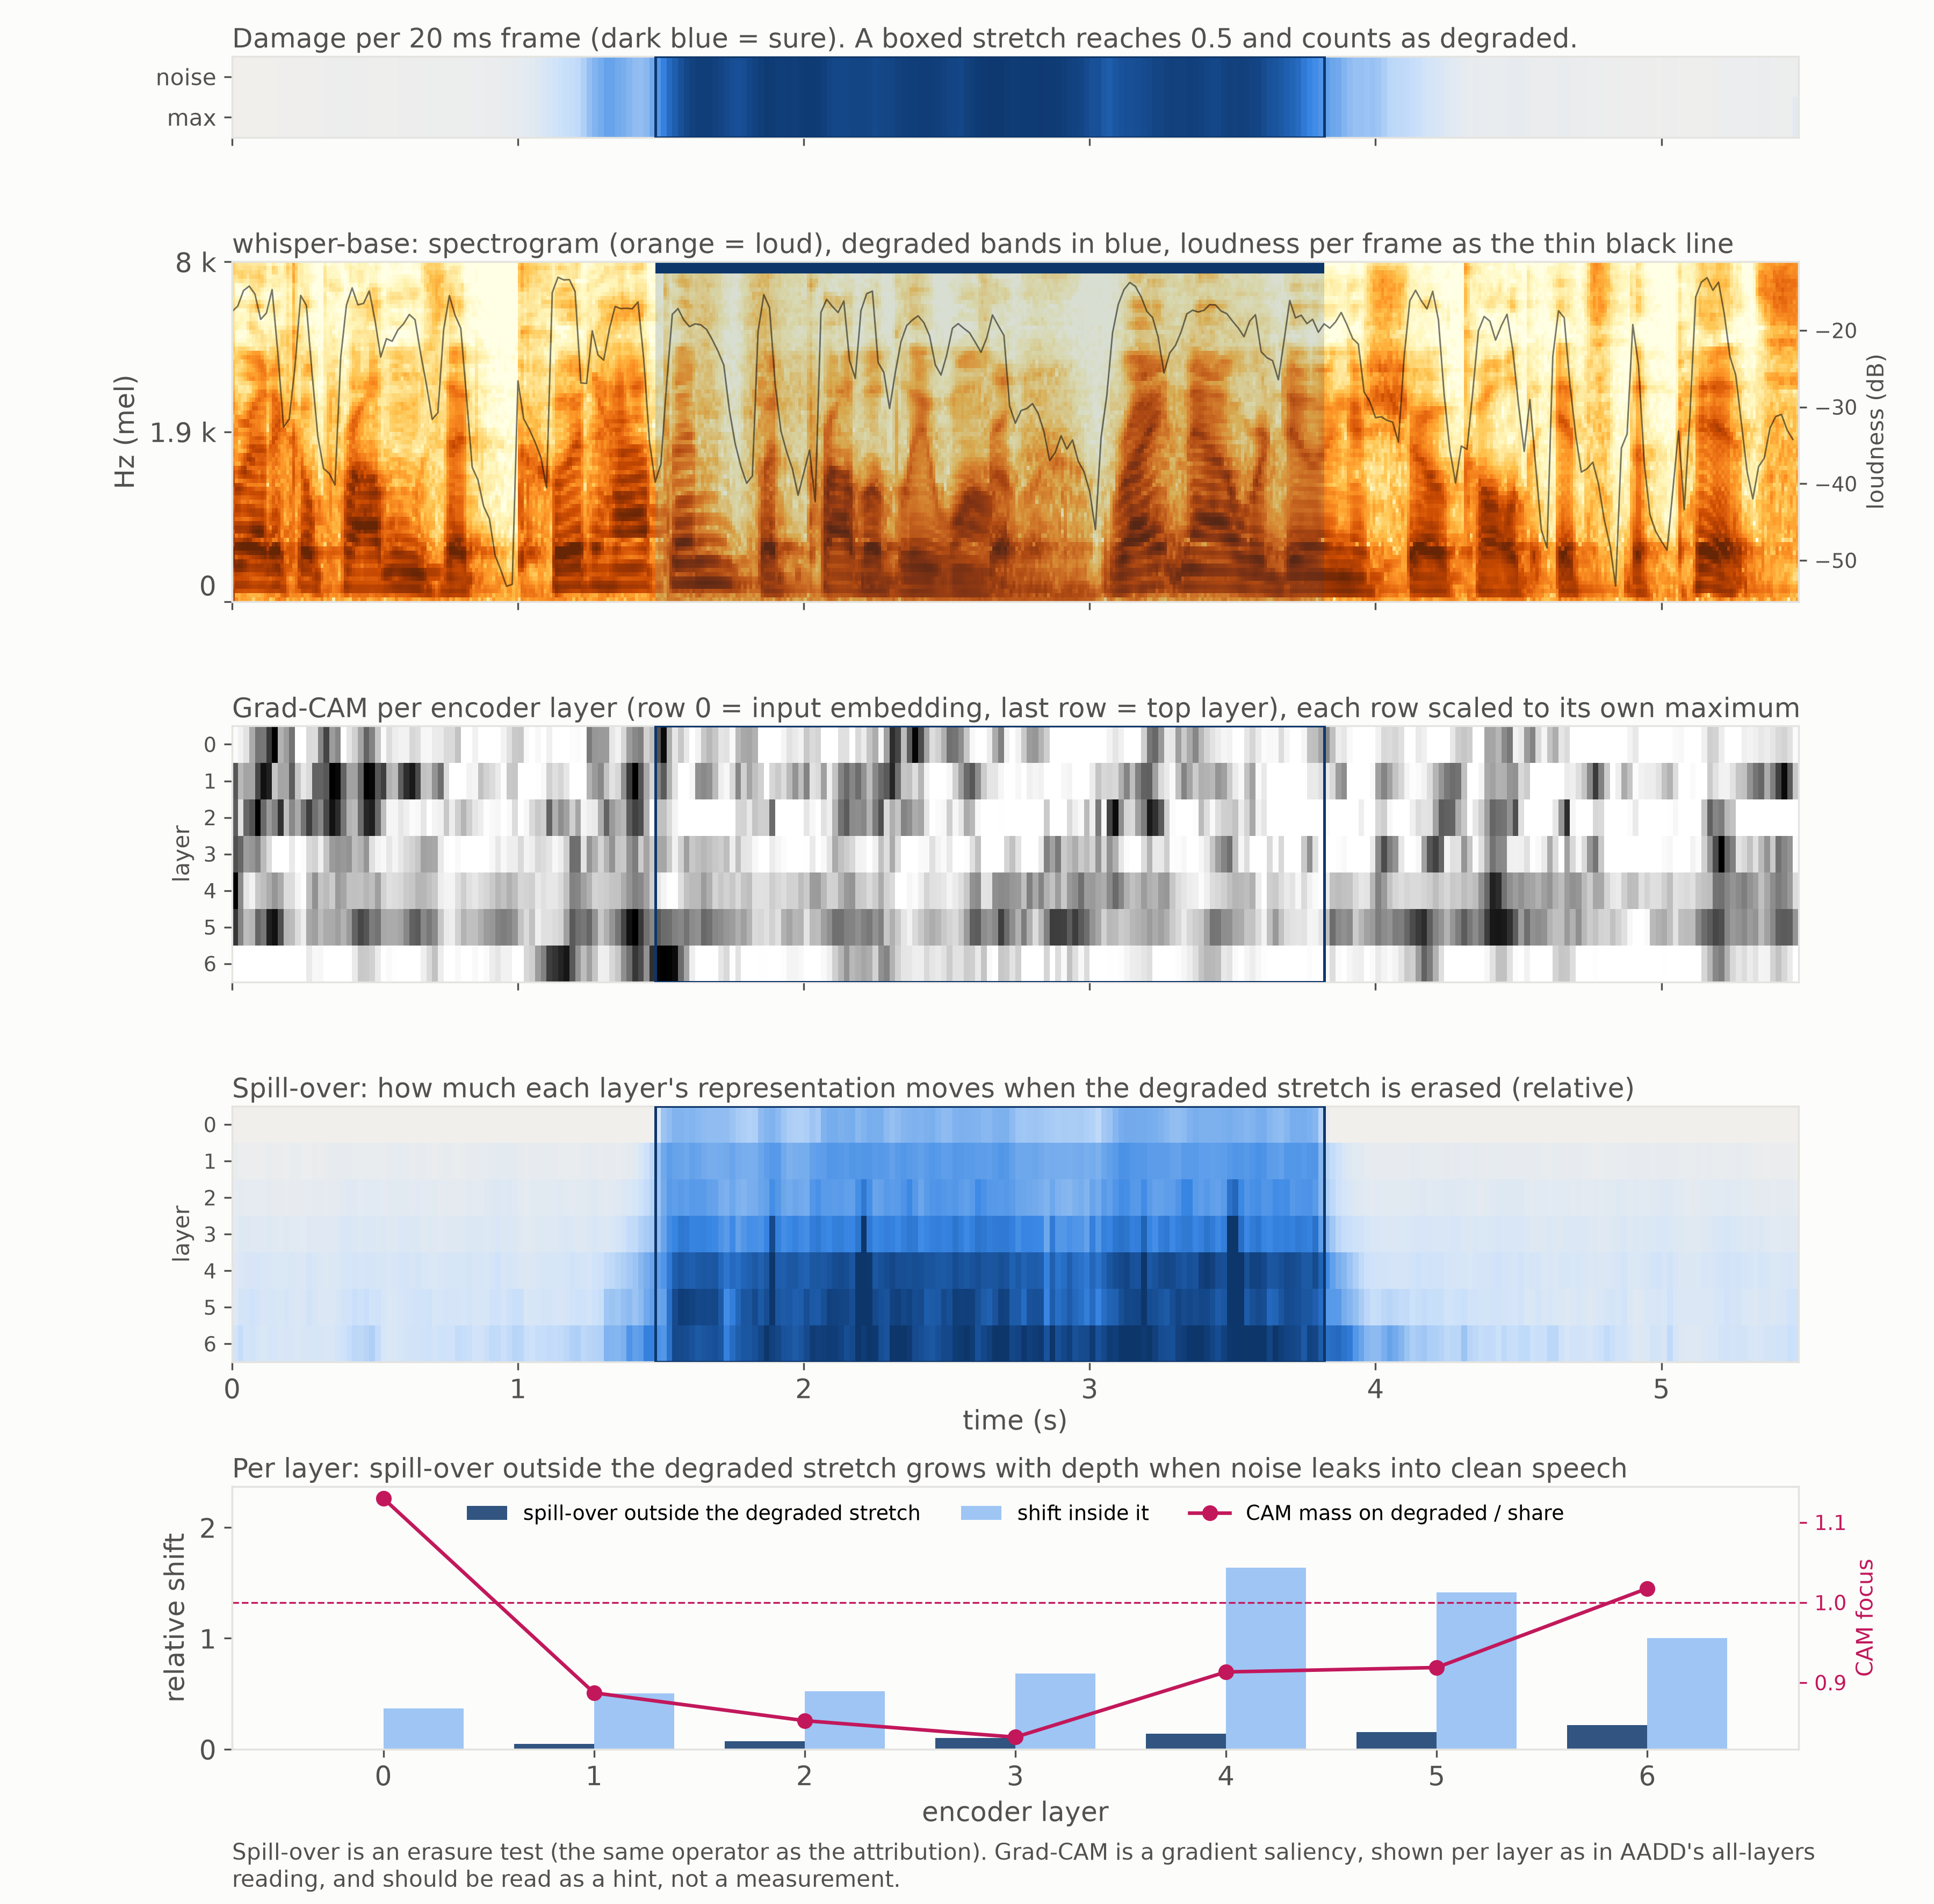 Damage per 20 ms frame (dark blue = sure). A boxed stretch reaches 0.5 and counts as degraded.
noise
max
whisper-base: spectrogram (orange = loud), degraded bands in blue, loudness per frame as the thin black line
8 k
1.9 k
0
Hz (mel)
−20
−30
−40
−50
loudness (dB)
Grad-CAM per encoder layer (row 0 = input embedding, last row = top layer), each row scaled to its own maximum
0
1
2
3
4
5
6
layer
Spill-over: how much each layer's representation moves when the degraded stretch is erased (relative)
0
1
2
3
4
5
6
layer
0 1 2 3 4 5
time (s)
Per layer: spill-over outside the degraded stretch grows with depth when noise leaks into clean speech
spill-over outside the degraded stretch shift inside it CAM mass on degraded / share
2
1
0
relative shift
1.1
1.0
0.9
CAM focus
0 1 2 3 4 5 6
encoder layer
Spill-over is an erasure test (the same operator as the attribution). Grad-CAM is a gradient saliency, shown per layer as in AADD's all-layers
reading, and should be read as a hint, not a measurement.